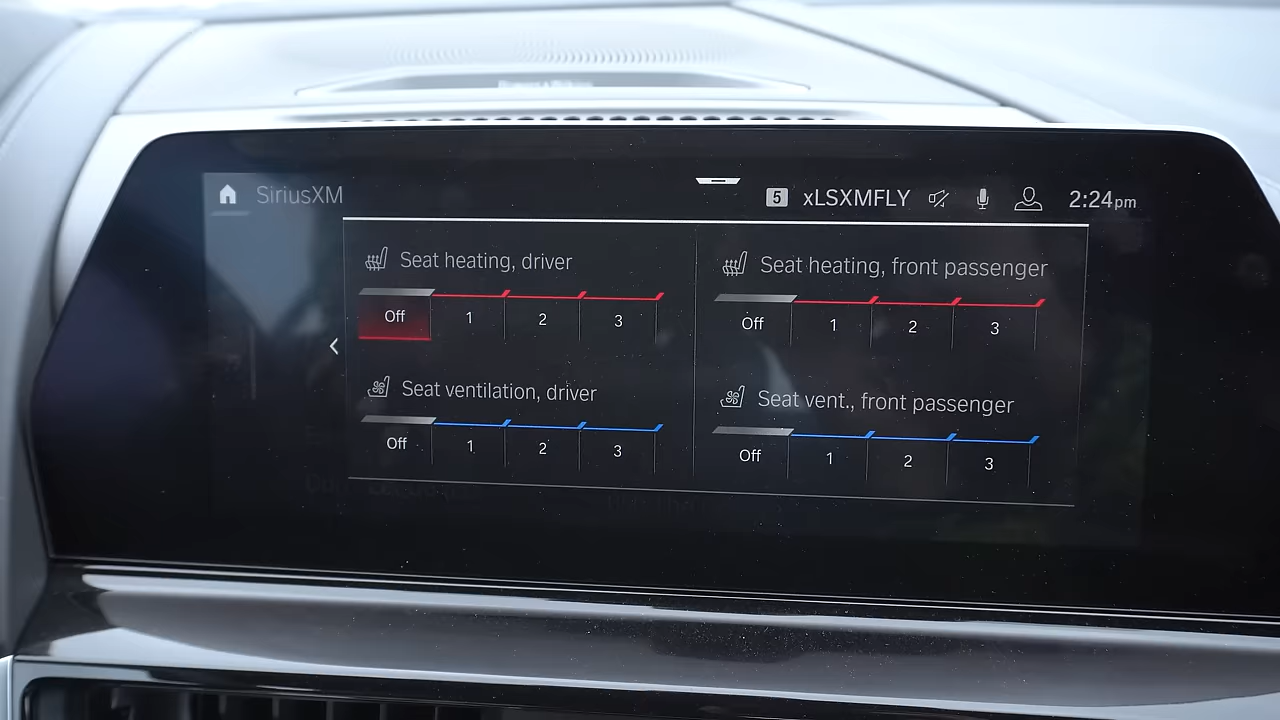 SiriusXM
5 xLSXMFLY 2:24pm
Seat heating, driver
Off 1 2 3
Seat heating, front passenger
Off 1 2 3
Seat ventilation, driver
Off 1 2 3
Seat vent., front passenger
Off 1 2 3